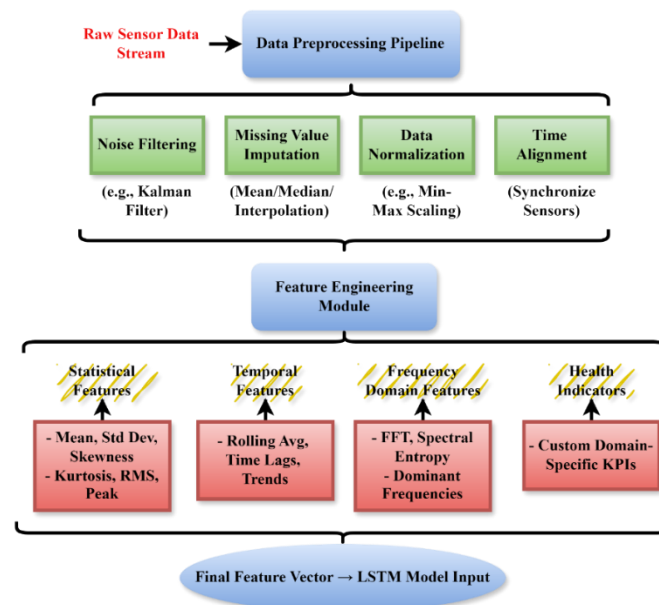 Raw Sensor Data
Stream
Data Preprocessing Pipeline
Noise Filtering
(e.g., Kalman
Filter)
Missing Value
Imputation
(Mean/Median/
Interpolation)
Data
Normalization
(e.g., Min-
Max Scaling)
Time
Alignment
(Synchronize
Sensors)
Feature Engineering
Module
Statistical
Features
- Mean, Std Dev,
Skewness
- Kurtosis, RMS,
Peak
Temporal
Features
- Rolling Avg,
Time Lags,
Trends
Frequency
Domain Features
- FFT, Spectral
Entropy
- Dominant
Frequencies
Health
Indicators
- Custom Domain-
Specific KPIs
Final Feature Vector → LSTM Model Input